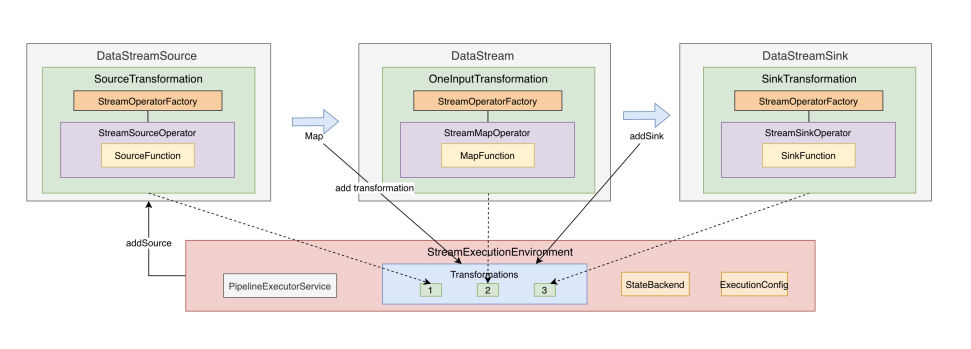 DataStreamSource
SourceTransformation
StreamOperatorFactory
StreamSourceOperator
SourceFunction
Map
DataStream
OneInputTransformation
StreamOperatorFactory
StreamMapOperator
MapFunction
addSink
DataStreamSink
SinkTransformation
StreamOperatorFactory
StreamSinkOperator
SinkFunction
add transformation
addSource
StreamExecutionEnvironment
PipelineExecutorService
Transformations
1
2
3
StateBackend
ExecutionConfig